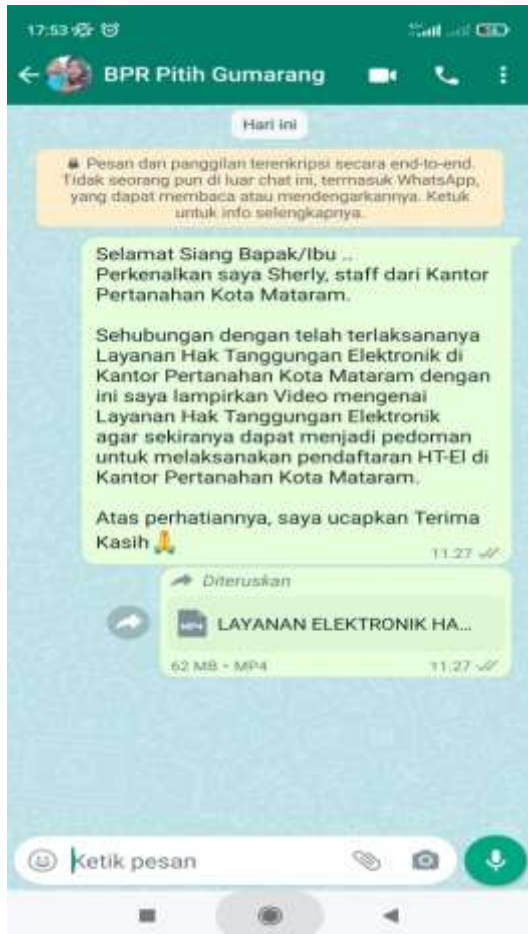 17:53
BPR Pitih Gumarang
Hari ini
Pesan dan panggilan terenkripsi secara end-to-end.
Tidak seorang pun di luar chat ini, termasuk WhatsApp,
yang dapat membaca atau mendengarkannya. Ketuk
untuk info selengkapnya.
Selamat Siang Bapak/Ibu ..
Perkenalkan saya Sherly, staff dari Kantor
Pertanahan Kota Mataram.
Sehubungan dengan telah terlaksananya
Layanan Hak Tanggungan Elektronik di
Kantor Pertanahan Kota Mataram dengan
ini saya lampirkan Video mengenai
Layanan Hak Tanggungan Elektronik
agar sekiranya dapat menjadi pedoman
untuk melaksanakan pendaftaran HT-El di
Kantor Pertanahan Kota Mataram.
Atas perhatiannya, saya ucapkan Terima
Kasih 🙏
11.27
Diteruskan
MP4
LAYANAN ELEKTRONIK HA...
62 MB • MP4
11.27
Ketik pesan